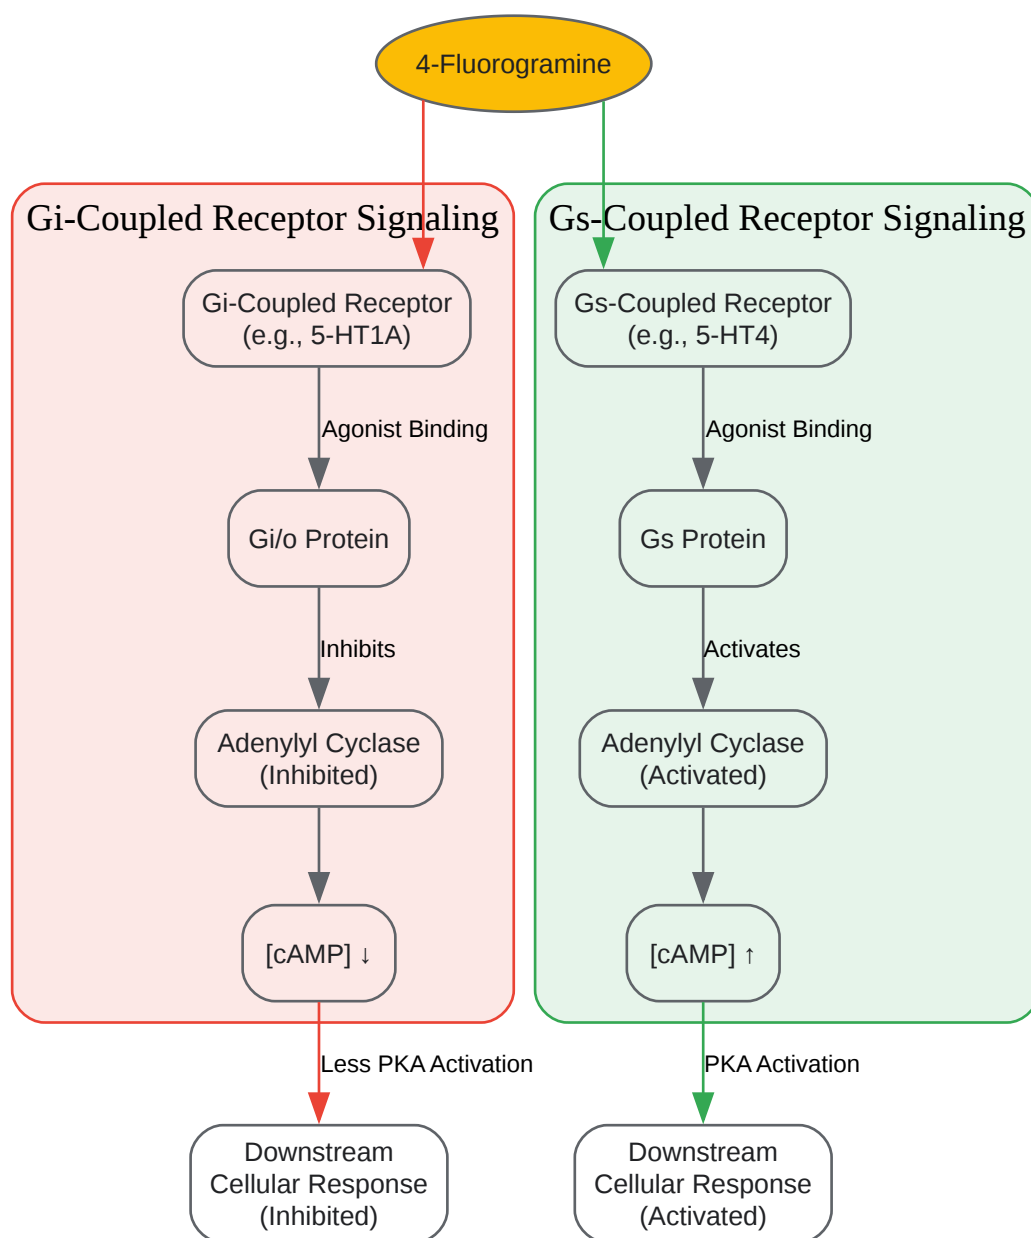 4-Fluorogramine
Gi-Coupled Receptor Signaling
Gi-Coupled Receptor
(e.g., 5-HT1A)
Agonist Binding
Gi/o Protein
Inhibits
Adenylyl Cyclase
(Inhibited)
[cAMP] ↓
Less PKA Activation
Downstream
Cellular Response
(Inhibited)
Gs-Coupled Receptor Signaling
Gs-Coupled Receptor
(e.g., 5-HT4)
Agonist Binding
Gs Protein
Activates
Adenylyl Cyclase
(Activated)
[cAMP] ↑
PKA Activation
Downstream
Cellular Response
(Activated)